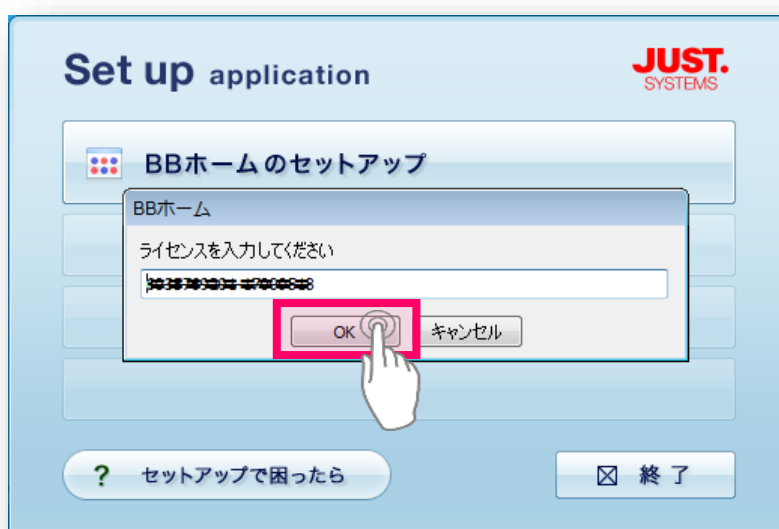 Set up application
JUST.
SYSTEMS
BBホームのセットアップ
BBホーム
ライセンスを入力してください
OK
キャンセル
? セットアップで困ったら
終了